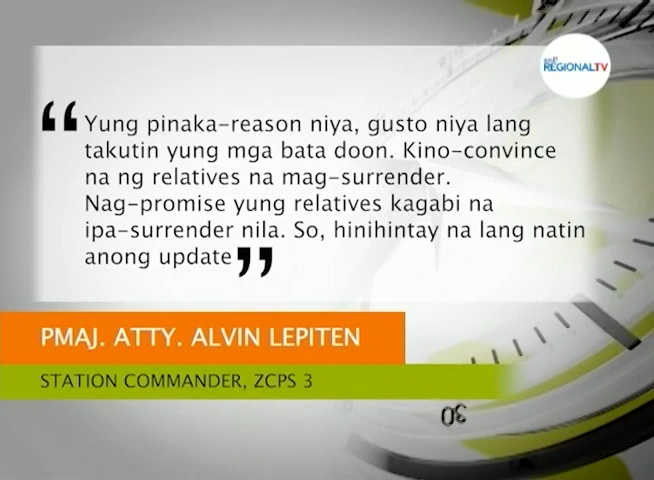 REGIONALTV
“Yung pinaka-reason niya, gusto niya lang
takutin yung mga bata doon. Kino-convince
na ng relatives na mag-surrender.
Nag-promise yung relatives kagabi na
ipa-surrender nila. So, hinihintay na lang natin
anong update”
PMAJ. ATTY. ALVIN LEPITEN
STATION COMMANDER, ZCPS 3
30